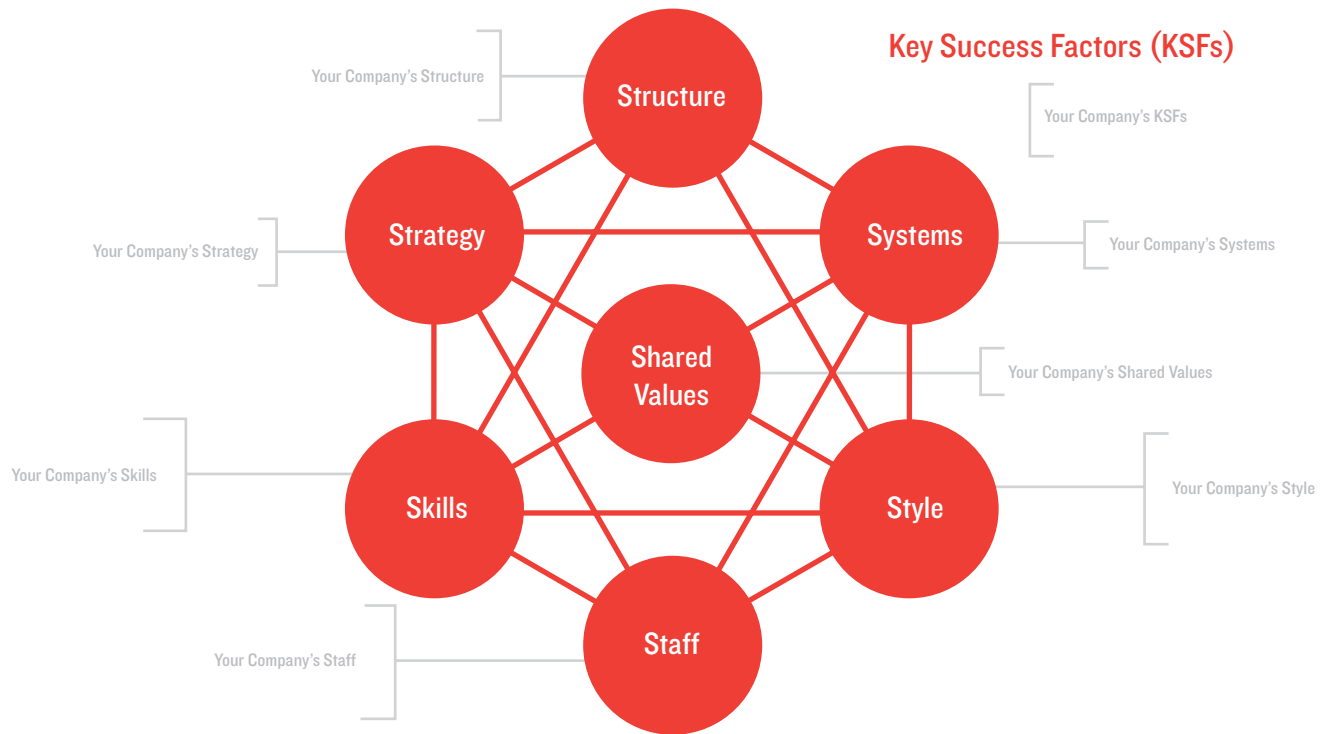 Key Success Factors (KSFs)
Your Company's Structure
Structure
Your Company's KSFs
Strategy
Systems
Your Company's Strategy
Your Company's Systems
Shared
Values
Your Company's Shared Values
Your Company's Skills
Skills
Style
Your Company's Style
Staff
Your Company's Staff